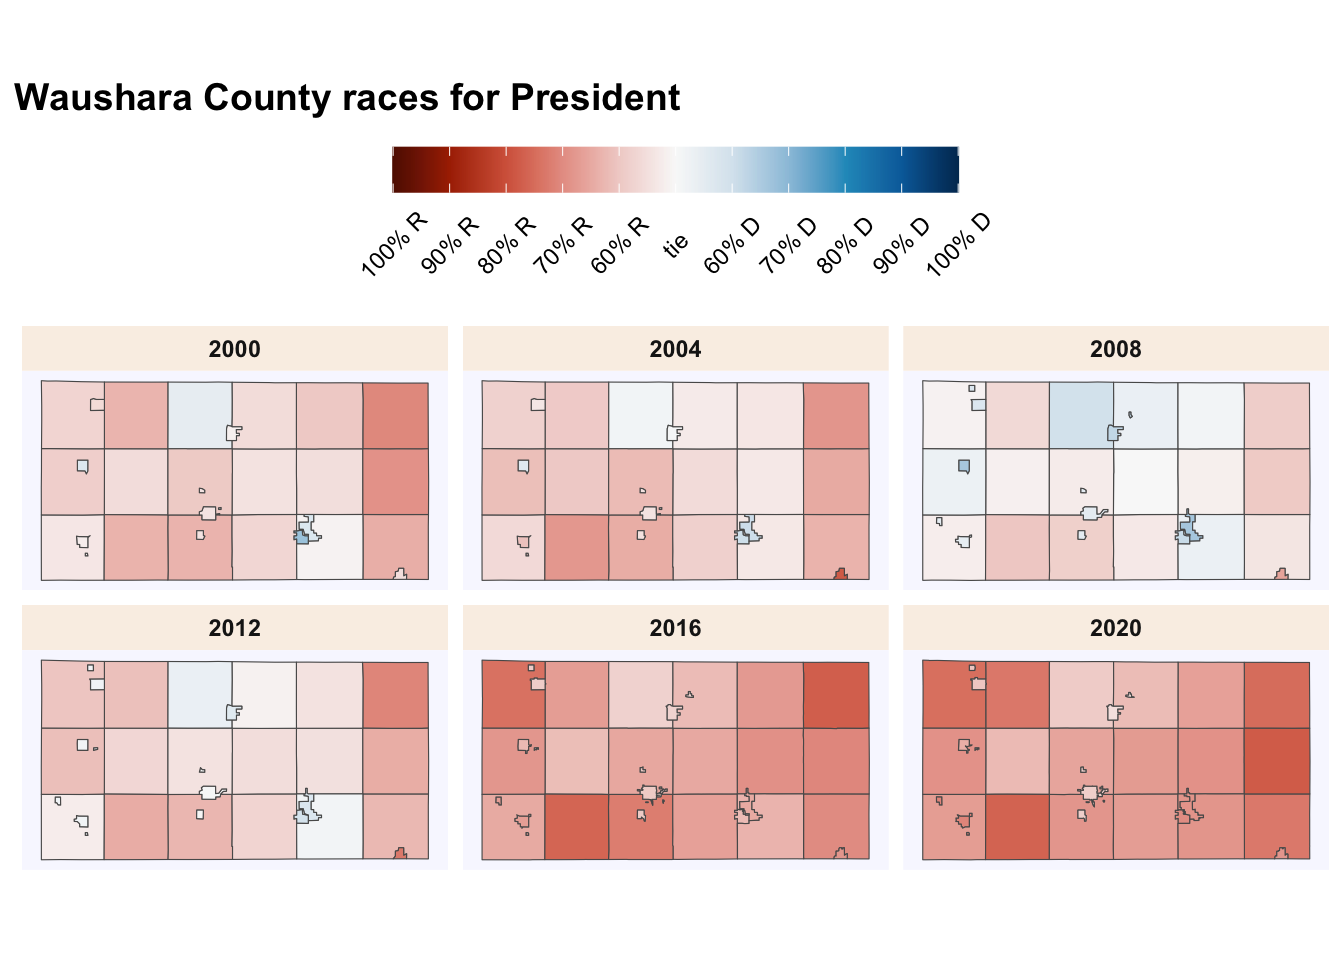 Waushara County races for President
100% R
90% R
80% R
70% R
60% R
tie
60% D
70% D
80% D
90% D
100% D
2000
2004
2008
2012
2016
2020